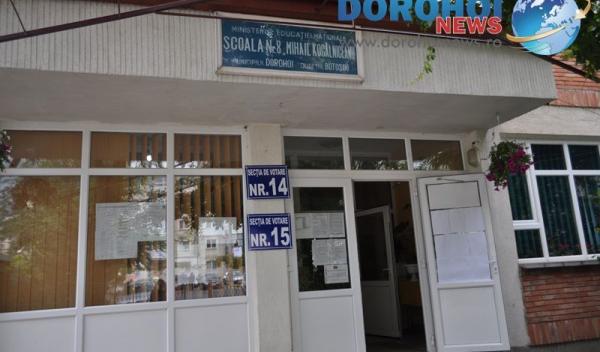 DOROHOI
NEWS
www.dorohoinews.ro
MINISTERUL EDUCAȚIEI NAȚIONALE
ȘCOALA Nr. 8 „MIHAIL KOGĂLNICEANU"
MUNICIPIUL DOROHOI JUDEȚUL BOTOȘANI
SECȚIA DE VOTARE
NR. 14
SECȚIA DE VOTARE
NR. 15